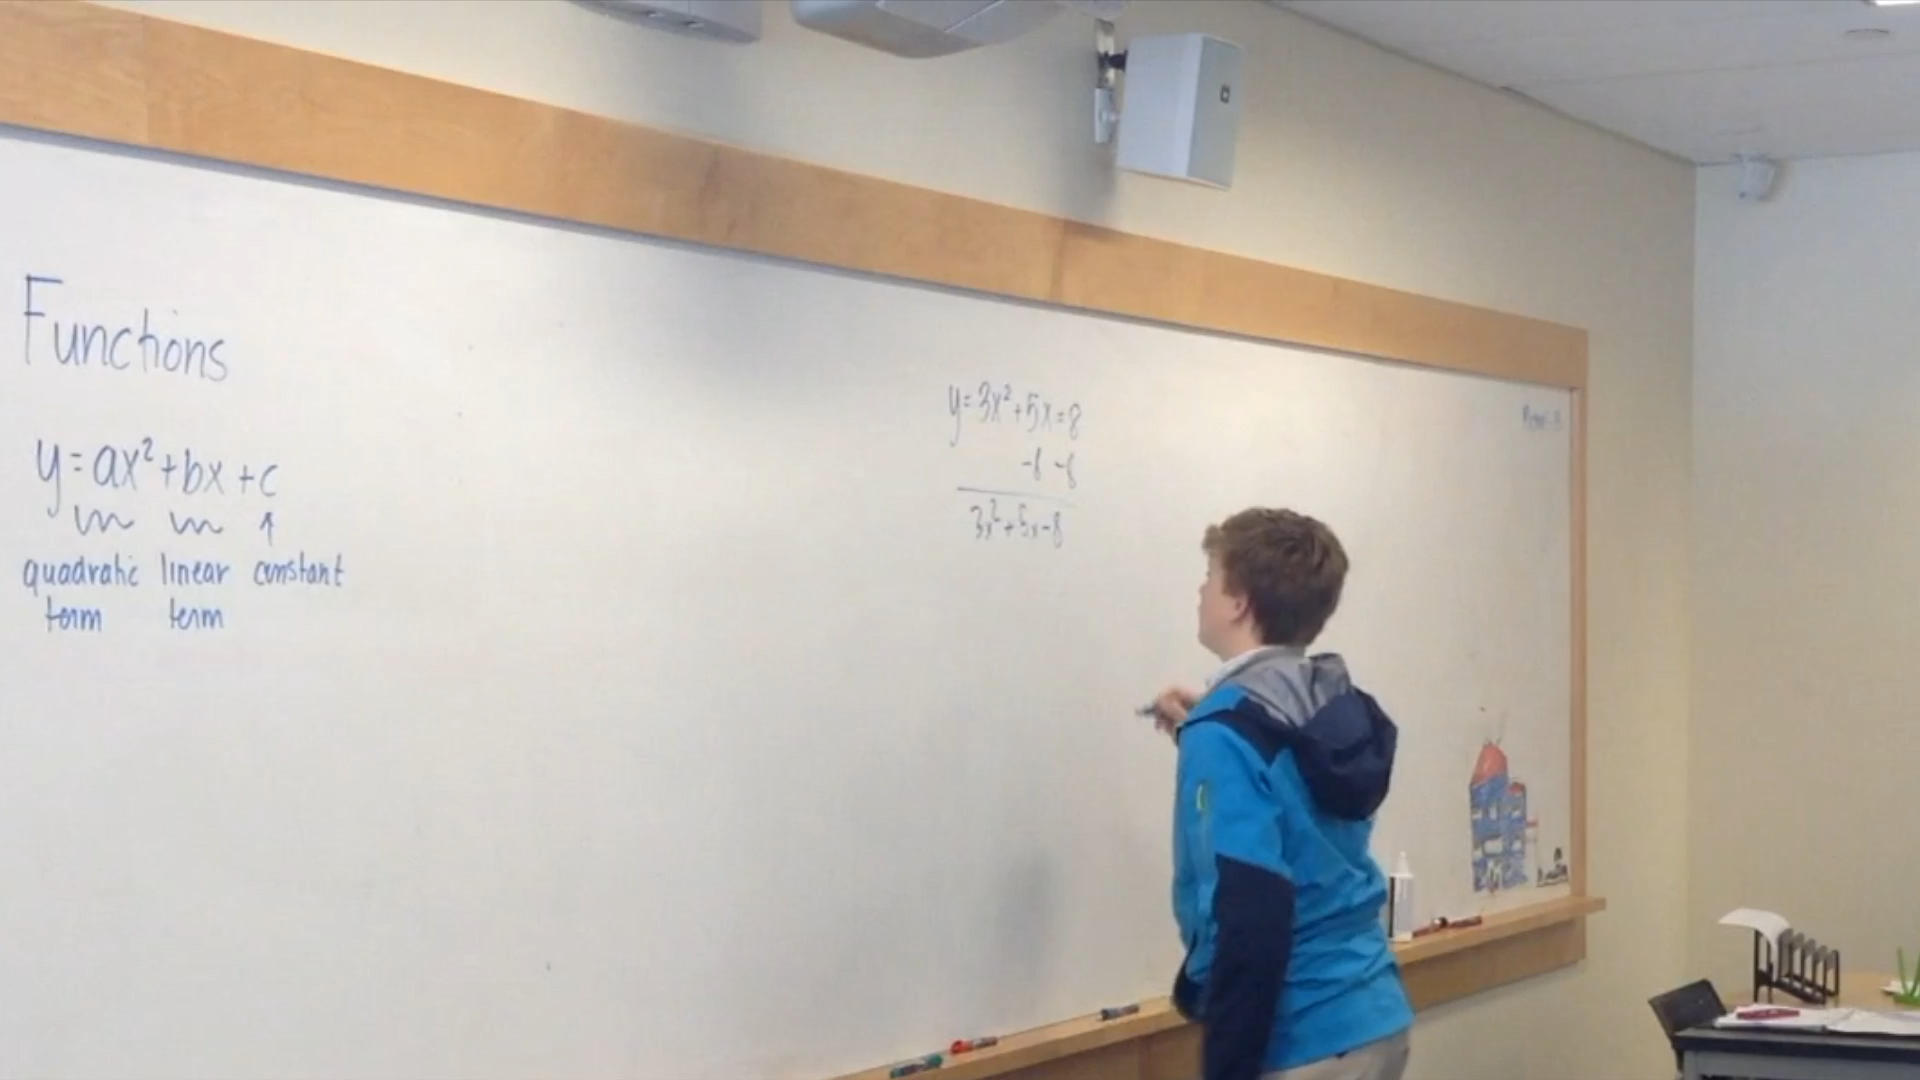 Functions
y=ax²+bx+c
quadratic linear constant
term term
y=3x²+5x=8
-8 -8
3x²+5x-8